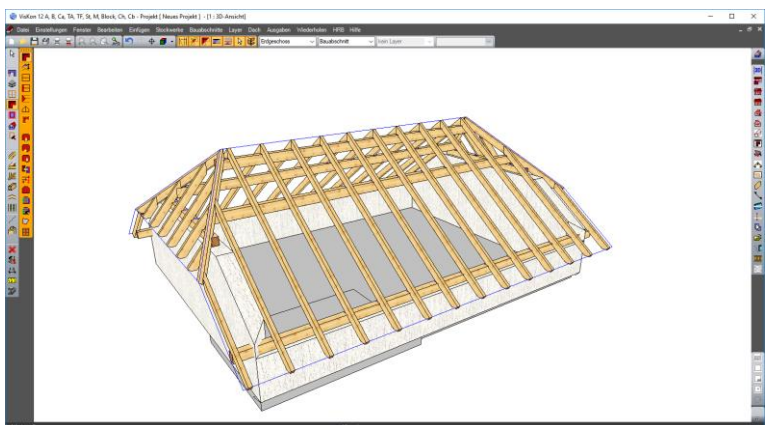 VisKon 12 A, B, Ca, TA, TF, St, M, Block, Ch, Cb - Projekt ( Neues Projekt ) - [1 : 3D-Ansicht]
Datei Einstellungen Fenster Bearbeiten Einfügen Stockwerke Bauabschnitte Layer Dach Ausgaben Wiederholen HRB Hilfe
Erdgeschoss Bauabschnitt kein Layer